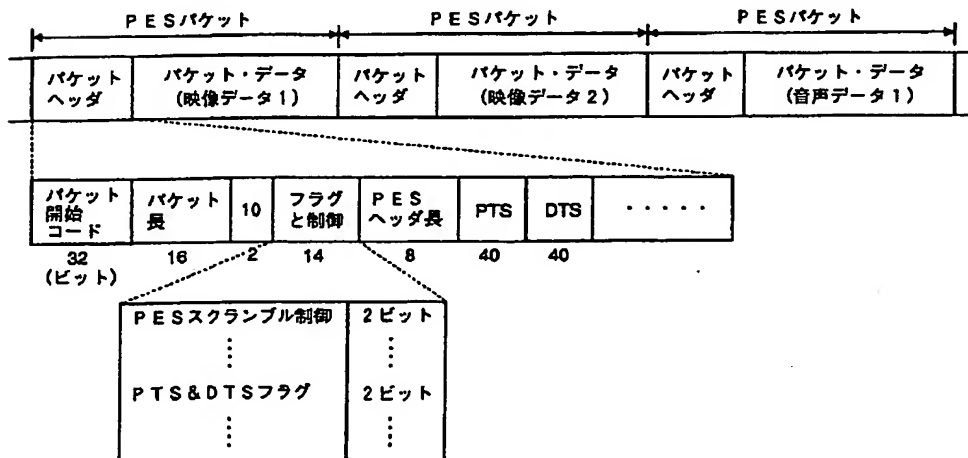 PESパケット PESパケット PESパケット
パケット パケット・データ パケット パケット・データ パケット パケット・データ
ヘッダ (映像データ1) ヘッダ (映像データ2) ヘッダ (音声データ1)
パケット開始コード パケット長 10 フラグと制御 PESヘッダ長 PTS DTS ・・・・・
32 16 2 14 8 40 40
(ビット)
PESスクランブル制御 2ビット
PTS&DTSフラグ 2ビット